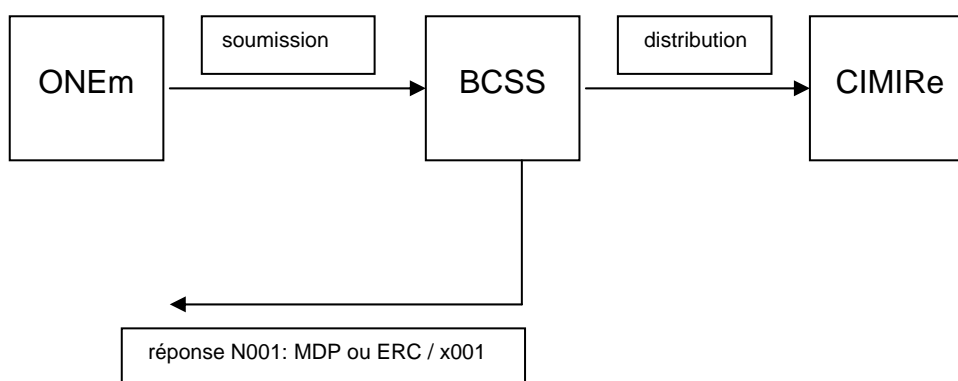 soumission
distribution
ONEm
BCSS
CIMIRe
réponse N001: MDP ou ERC / x001